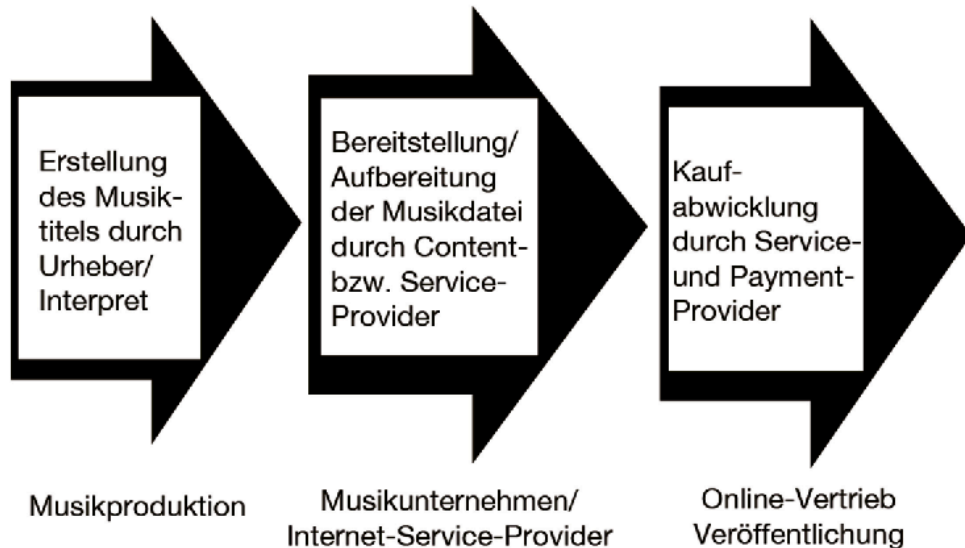 Erstellung
des Musik-
titels durch
Urheber/
Interpret
Bereitstellung/
Aufbereitung
der Musikdatei
durch Content-
bzw. Service-
Provider
Kauf-
abwicklung
durch Service-
und Payment-
Provider
Musikproduktion
Musikunternehmen/
Internet-Service-Provider
Online-Vertrieb
Veröffentlichung